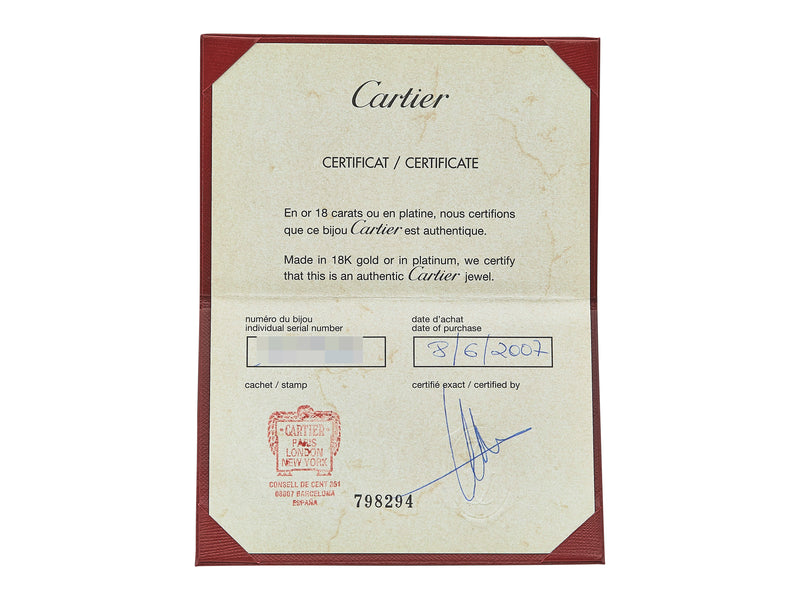 Cartier
CERTIFICAT / CERTIFICATE
En or 18 carats ou en platine, nous certifions
que ce bijou Cartier est authentique.
Made in 18K gold or in platinum, we certify
that this is an authentic Cartier jewel.
numéro du bijou
individual serial number
date d'achat
date of purchase
8/6/2007
cachet / stamp
certifié exact / certified by
CARTIER
PARIS
LONDON
NEW YORK
CONSELL DE CENT 351
08007 BARCELONA
ESPAÑA
798294